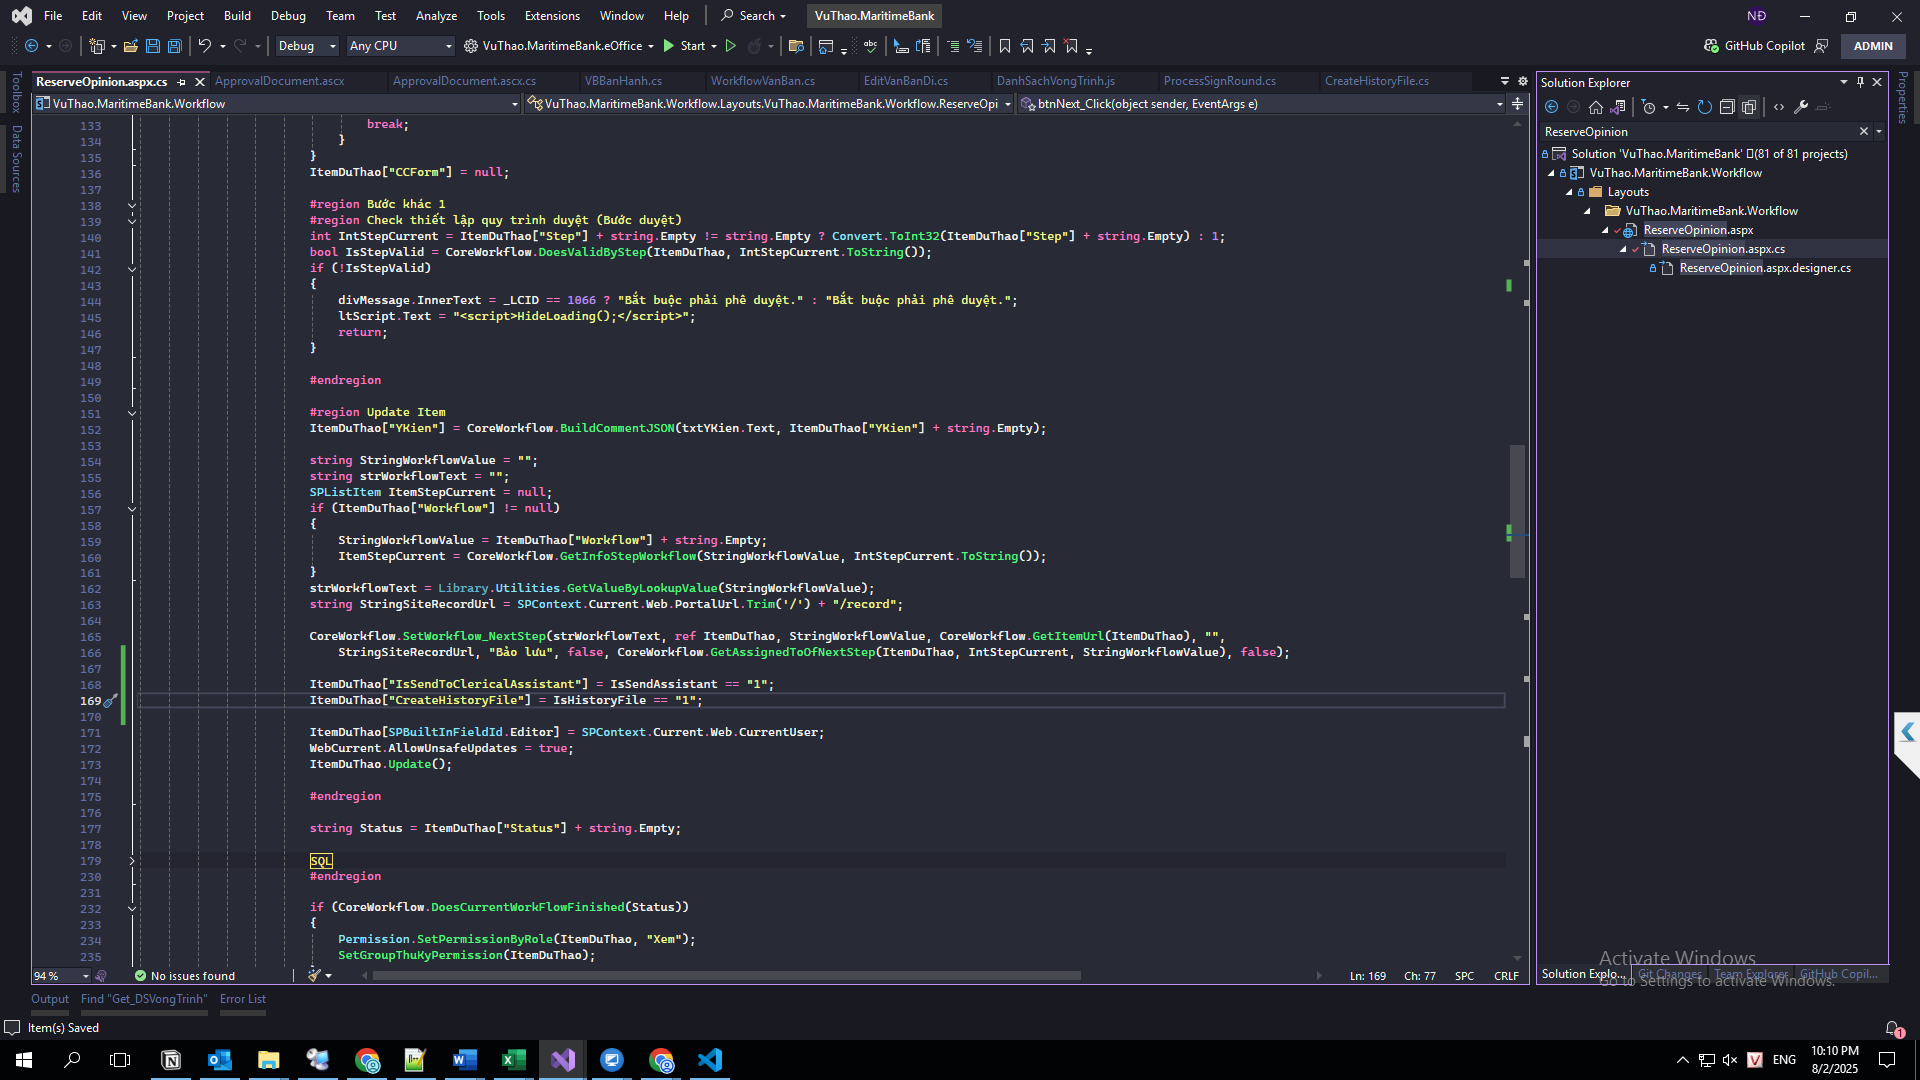 File Edit View Project Build Debug Team Test Analyze Tools Extensions Window Help Search VuThao.MaritimeBank NĐ
Debug Any CPU VuThao.MaritimeBank.eOffice Start GitHub Copilot ADMIN
Toolbox
Data Sources
ReserveOpinion.aspx.cs ApprovalDocument.ascx ApprovalDocument.ascx.cs VBBanHanh.cs WorkflowVanBan.cs EditVanBanDi.cs DanhSachVongTrinh.js ProcessSignRound.cs CreateHistoryFile.cs
VuThao.MaritimeBank.Workflow VuThao.MaritimeBank.Workflow.Layouts.VuThao.MaritimeBank.Workflow.ReserveOpi btnNext_Click(object sender, EventArgs e)
133 break;
134 }
135 }
136 ItemDuThao["CCForm"] = null;
137
138 #region Bước khác 1
139 #region Check thiết lập quy trình duyệt (Bước duyệt)
140 int IntStepCurrent = ItemDuThao["Step"] + string.Empty != string.Empty ? Convert.ToInt32(ItemDuThao["Step"] + string.Empty) : 1;
141 bool IsStepValid = CoreWorkflow.DoesValidByStep(ItemDuThao, IntStepCurrent.ToString());
142 if (!IsStepValid)
143 {
144 divMessage.InnerText = _LCID == 1066 ? "Bắt buộc phải phê duyệt." : "Bắt buộc phải phê duyệt.";
145 ltScript.Text = "<script>HideLoading();</script>";
146 return;
147 }
148
149 #endregion
150
151 #region Update Item
152 ItemDuThao["YKien"] = CoreWorkflow.BuildCommentJSON(txtYKien.Text, ItemDuThao["YKien"] + string.Empty);
153
154 string StringWorkflowValue = "";
155 string strWorkflowText = "";
156 SPListItem ItemStepCurrent = null;
157 if (ItemDuThao["Workflow"] != null)
158 {
159 StringWorkflowValue = ItemDuThao["Workflow"] + string.Empty;
160 ItemStepCurrent = CoreWorkflow.GetInfoStepWorkflow(StringWorkflowValue, IntStepCurrent.ToString());
161 }
162 strWorkflowText = Library.Utilities.GetValueByLookupValue(StringWorkflowValue);
163 string StringSiteRecordUrl = SPContext.Current.Web.PortalUrl.Trim('/') + "/record";
164
165 CoreWorkflow.SetWorkflow_NextStep(strWorkflowText, ref ItemDuThao, StringWorkflowValue, CoreWorkflow.GetItemUrl(ItemDuThao), "",
166 StringSiteRecordUrl, "Bảo lưu", false, CoreWorkflow.GetAssignedToOfNextStep(ItemDuThao, IntStepCurrent, StringWorkflowValue), false);
167
168 ItemDuThao["IsSendToClericalAssistant"] = IsSendAssistant == "1";
169 ItemDuThao["CreateHistoryFile"] = IsHistoryFile == "1";
170
171 ItemDuThao[SPBuiltInFieldId.Editor] = SPContext.Current.Web.CurrentUser;
172 WebCurrent.AllowUnsafeUpdates = true;
173 ItemDuThao.Update();
174
175 #endregion
176
177 string Status = ItemDuThao["Status"] + string.Empty;
178
179 SQL
230 #endregion
231
232 if (CoreWorkflow.DoesCurrentWorkFlowFinished(Status))
233 {
234 Permission.SetPermissionByRole(ItemDuThao, "Xem");
235 SetGroupThuKyPermission(ItemDuThao);
94 % No issues found Ln: 169 Ch: 77 SPC CRLF
Solution Explorer
ReserveOpinion
Solution 'VuThao.MaritimeBank' (81 of 81 projects)
VuThao.MaritimeBank.Workflow
Layouts
VuThao.MaritimeBank.Workflow
ReserveOpinion.aspx
ReserveOpinion.aspx.cs
ReserveOpinion.aspx.designer.cs
Properties
Activate Windows
Go to Settings to activate Windows.
Solution Explo... Git Changes Team Explorer GitHub Copil...
Output Find "Get_DSVongTrinh" Error List
Item(s) Saved 1
ENG 10:10 PM
8/2/2025